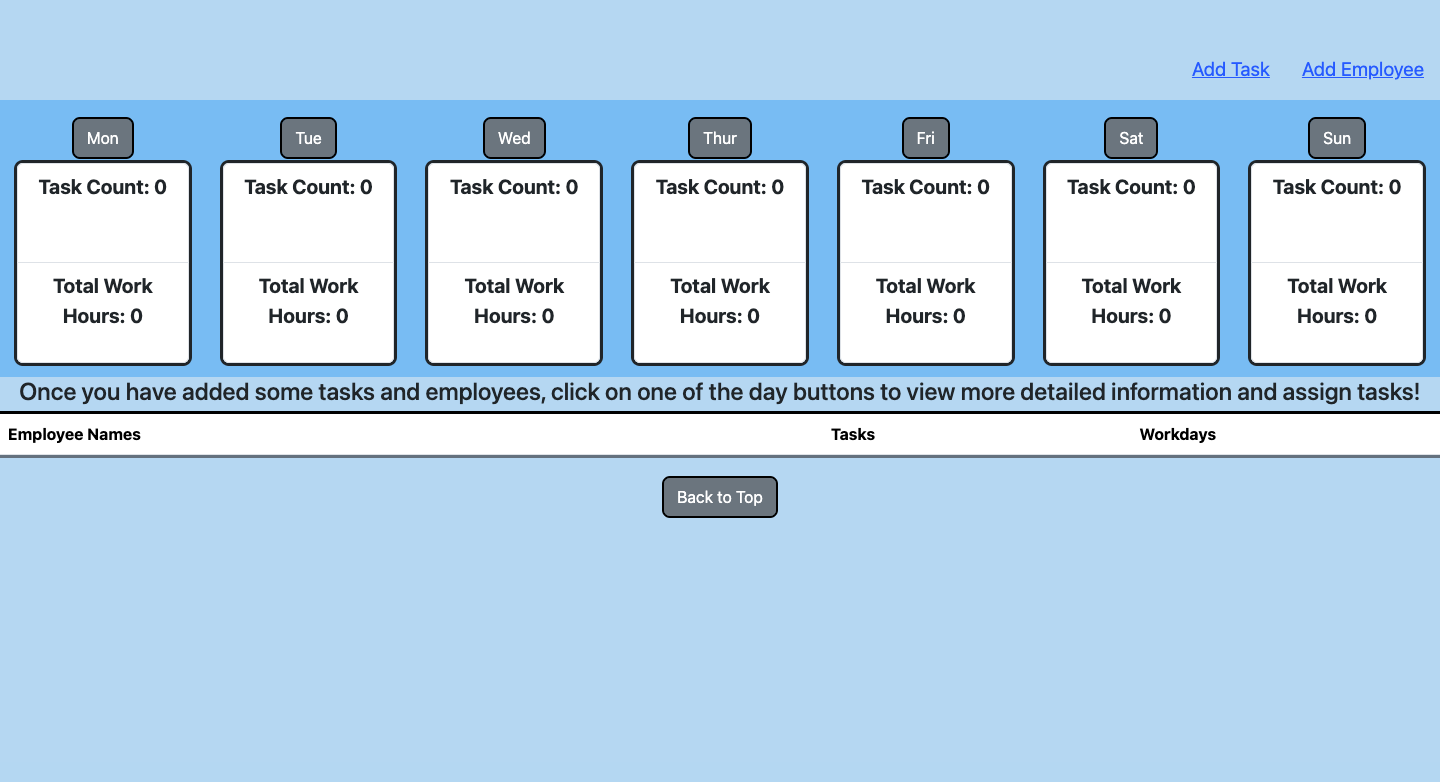 Add Task Add Employee
Mon Tue Wed Thur Fri Sat Sun
Task Count: 0 Task Count: 0 Task Count: 0 Task Count: 0 Task Count: 0 Task Count: 0 Task Count: 0
Total Work Total Work Total Work Total Work Total Work Total Work Total Work
Hours: 0 Hours: 0 Hours: 0 Hours: 0 Hours: 0 Hours: 0 Hours: 0
Once you have added some tasks and employees, click on one of the day buttons to view more detailed information and assign tasks!
Employee Names Tasks Workdays
Back to Top